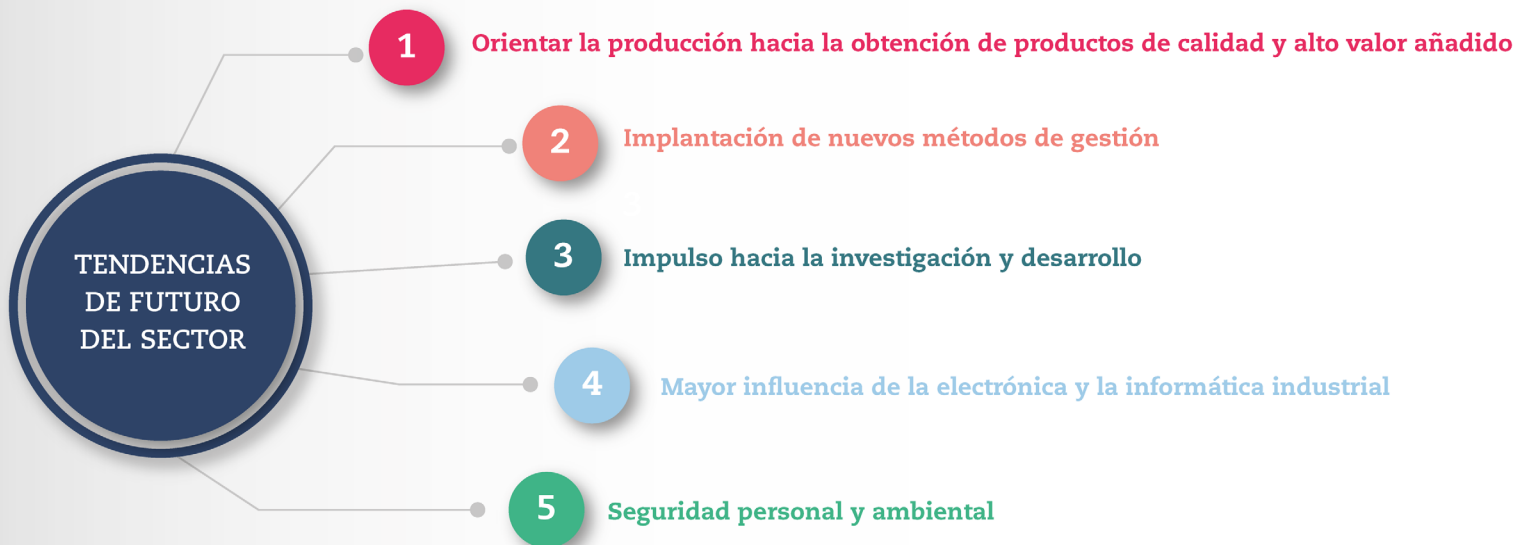 1
Orientar la producción hacia la obtención de productos de calidad y alto valor añadido
2
Implantación de nuevos métodos de gestión
3
3
Impulso hacia la investigación y desarrollo
TENDENCIAS
DE FUTURO
DEL SECTOR
4
Mayor influencia de la electrónica y la informática industrial
5
Seguridad personal y ambiental